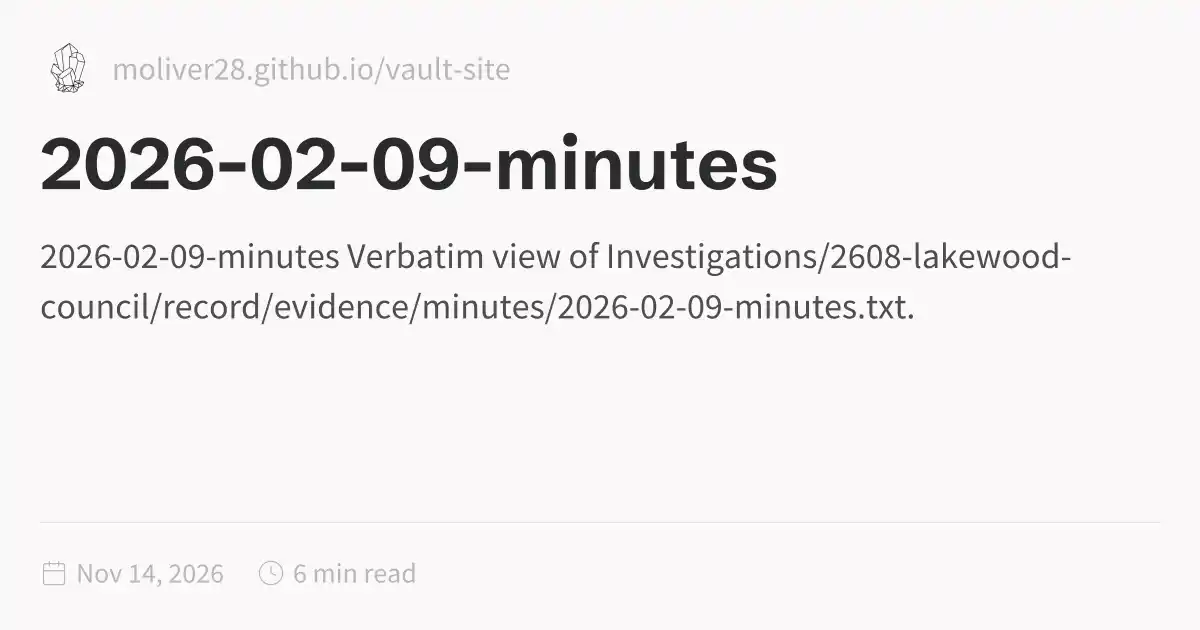 moliver28.github.io/vault-site
2026-02-09-minutes
2026-02-09-minutes Verbatim view of Investigations/2608-lakewood-
council/record/evidence/minutes/2026-02-09-minutes.txt.
Nov 14, 2026 6 min read